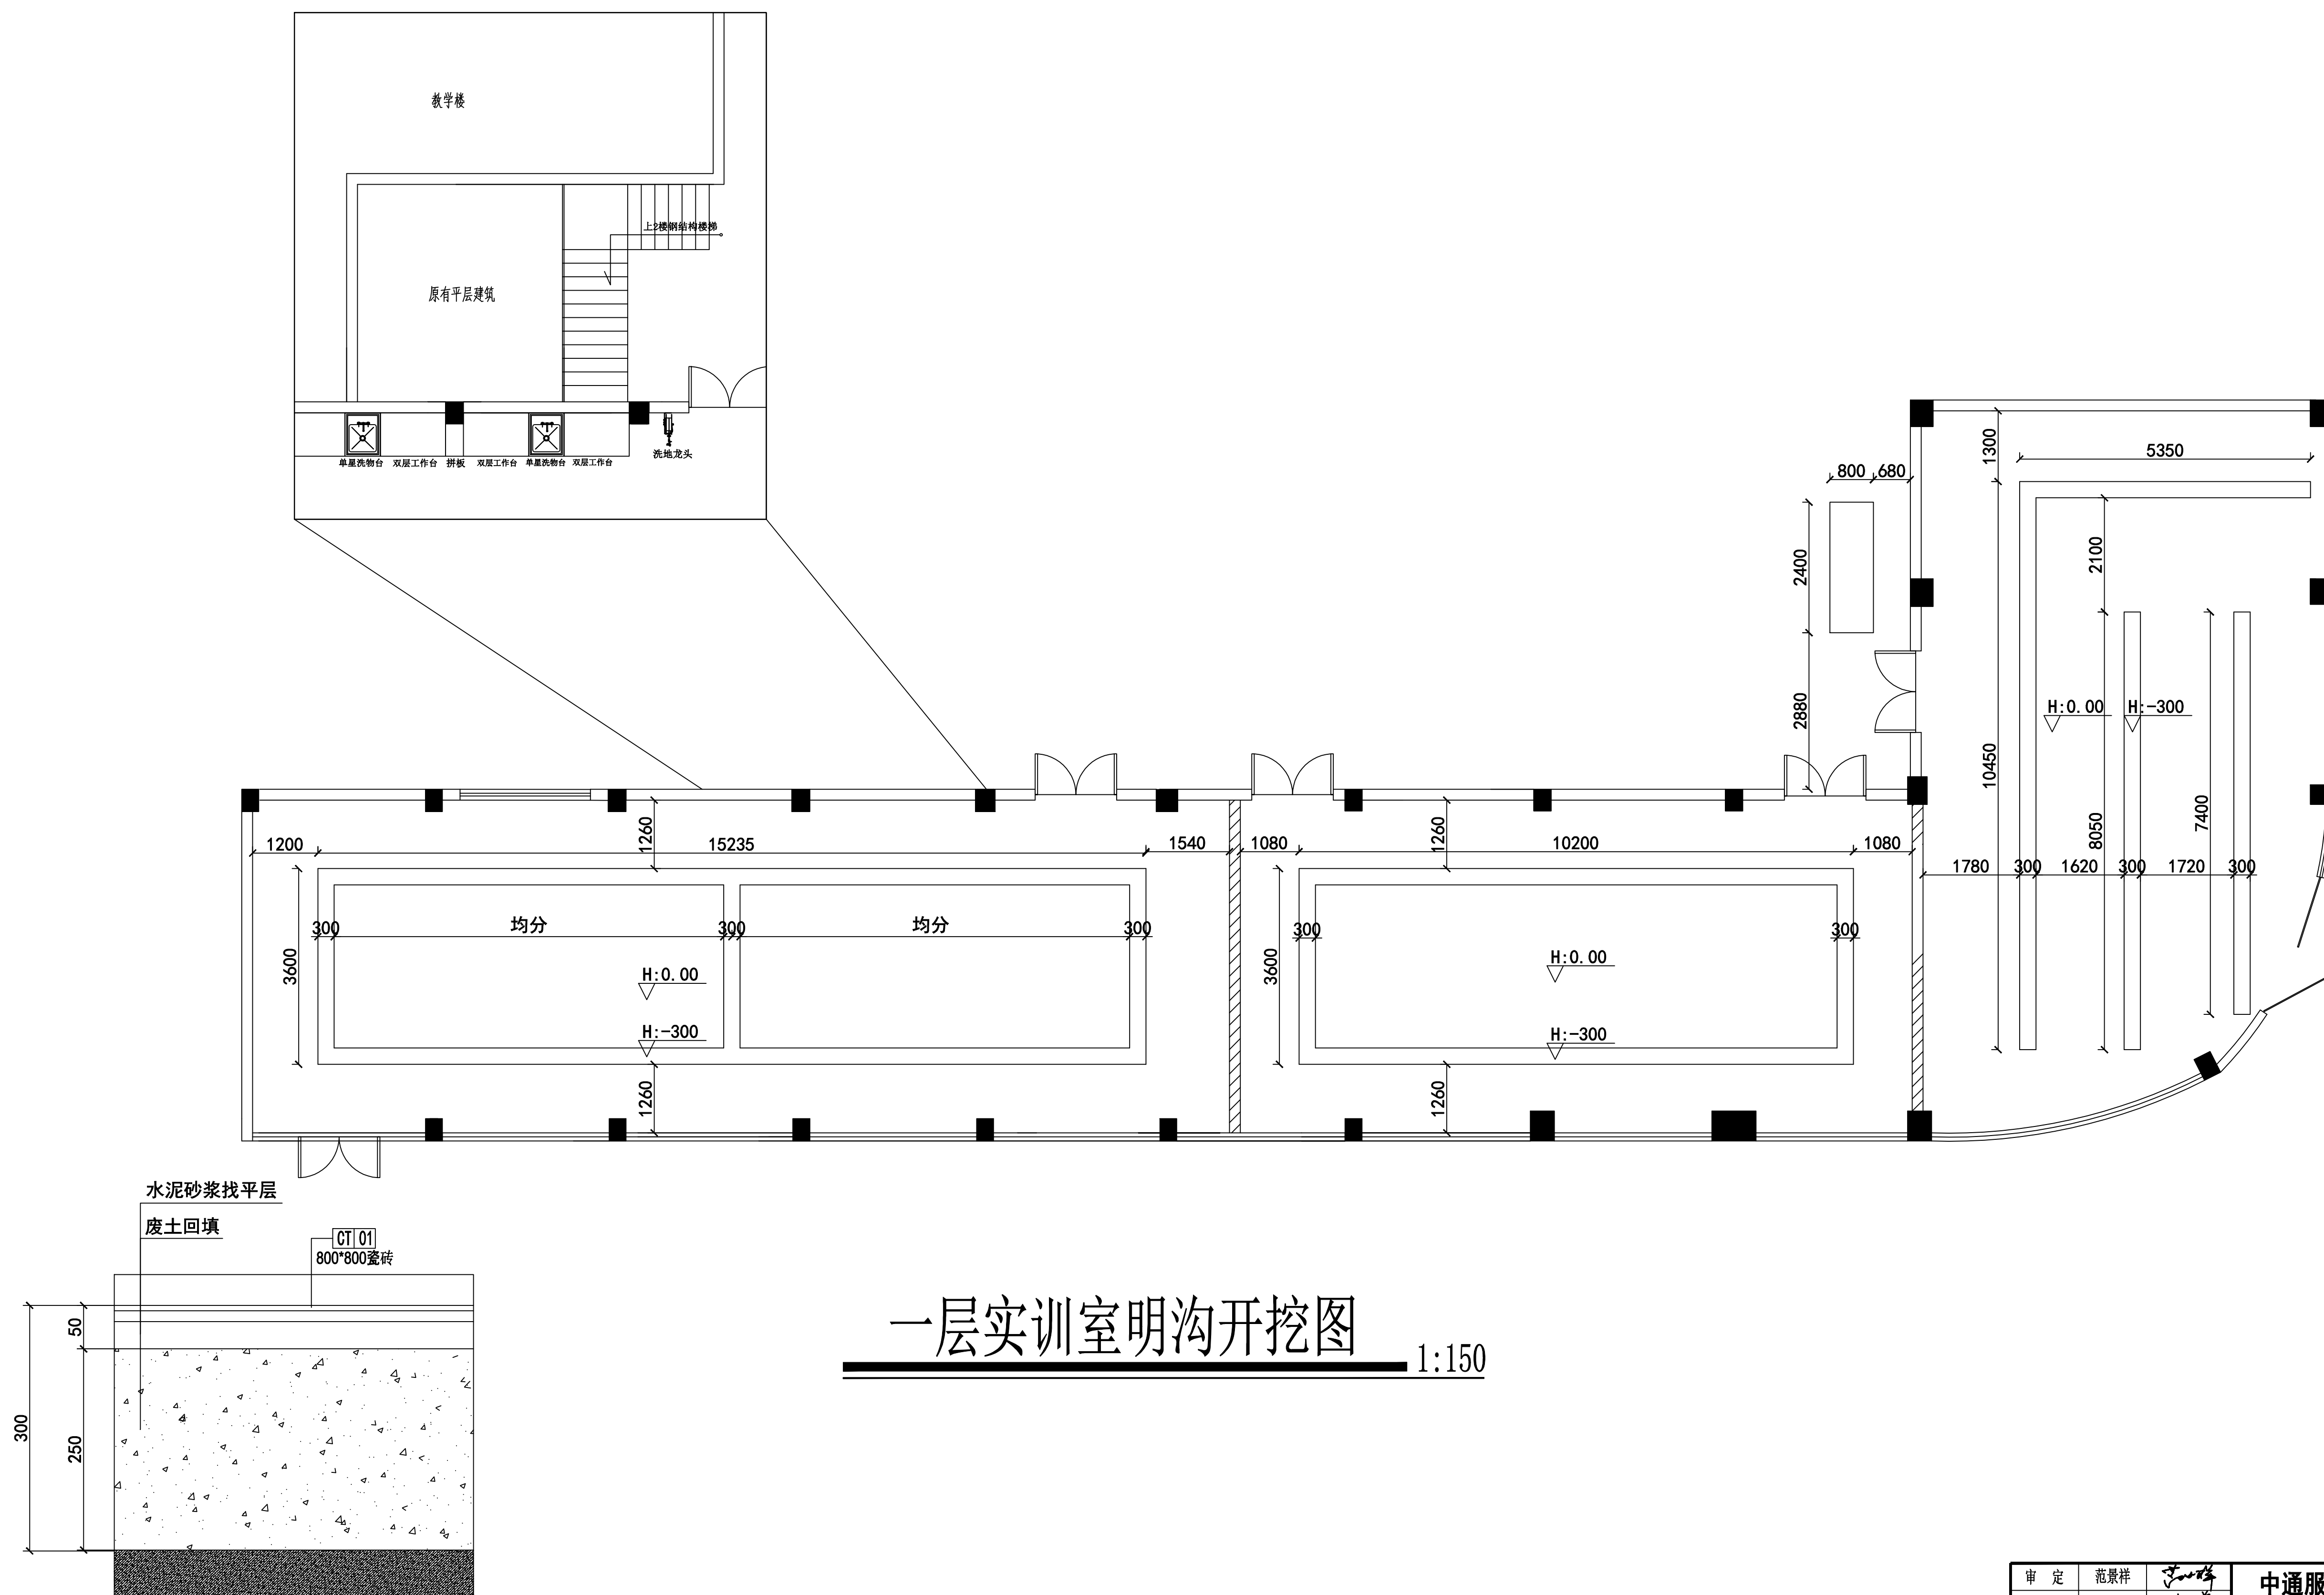 教学楼
上2楼钢结构楼梯
原有平层建筑
单星洗物台 双层工作台 拼板 双层工作台 单星洗物台 双层工作台
洗地龙头
1300
5350
800 680
2400
2100
2880
H:0.00 H:-300
10450
8050
7400
1200 15235 1260 1540 1080 10200 1260 1080
1780 300 1620 300 1720 300
300 均分 300 均分 300
300 300
3600
H:0.00
H:-300
3600
H:0.00
H:-300
1260
1260
水泥砂浆找平层
废土回填
CT 01
800*800瓷砖
50
300
250
一层实训室明沟开挖图
1:150
审 定 范景祥
中通服